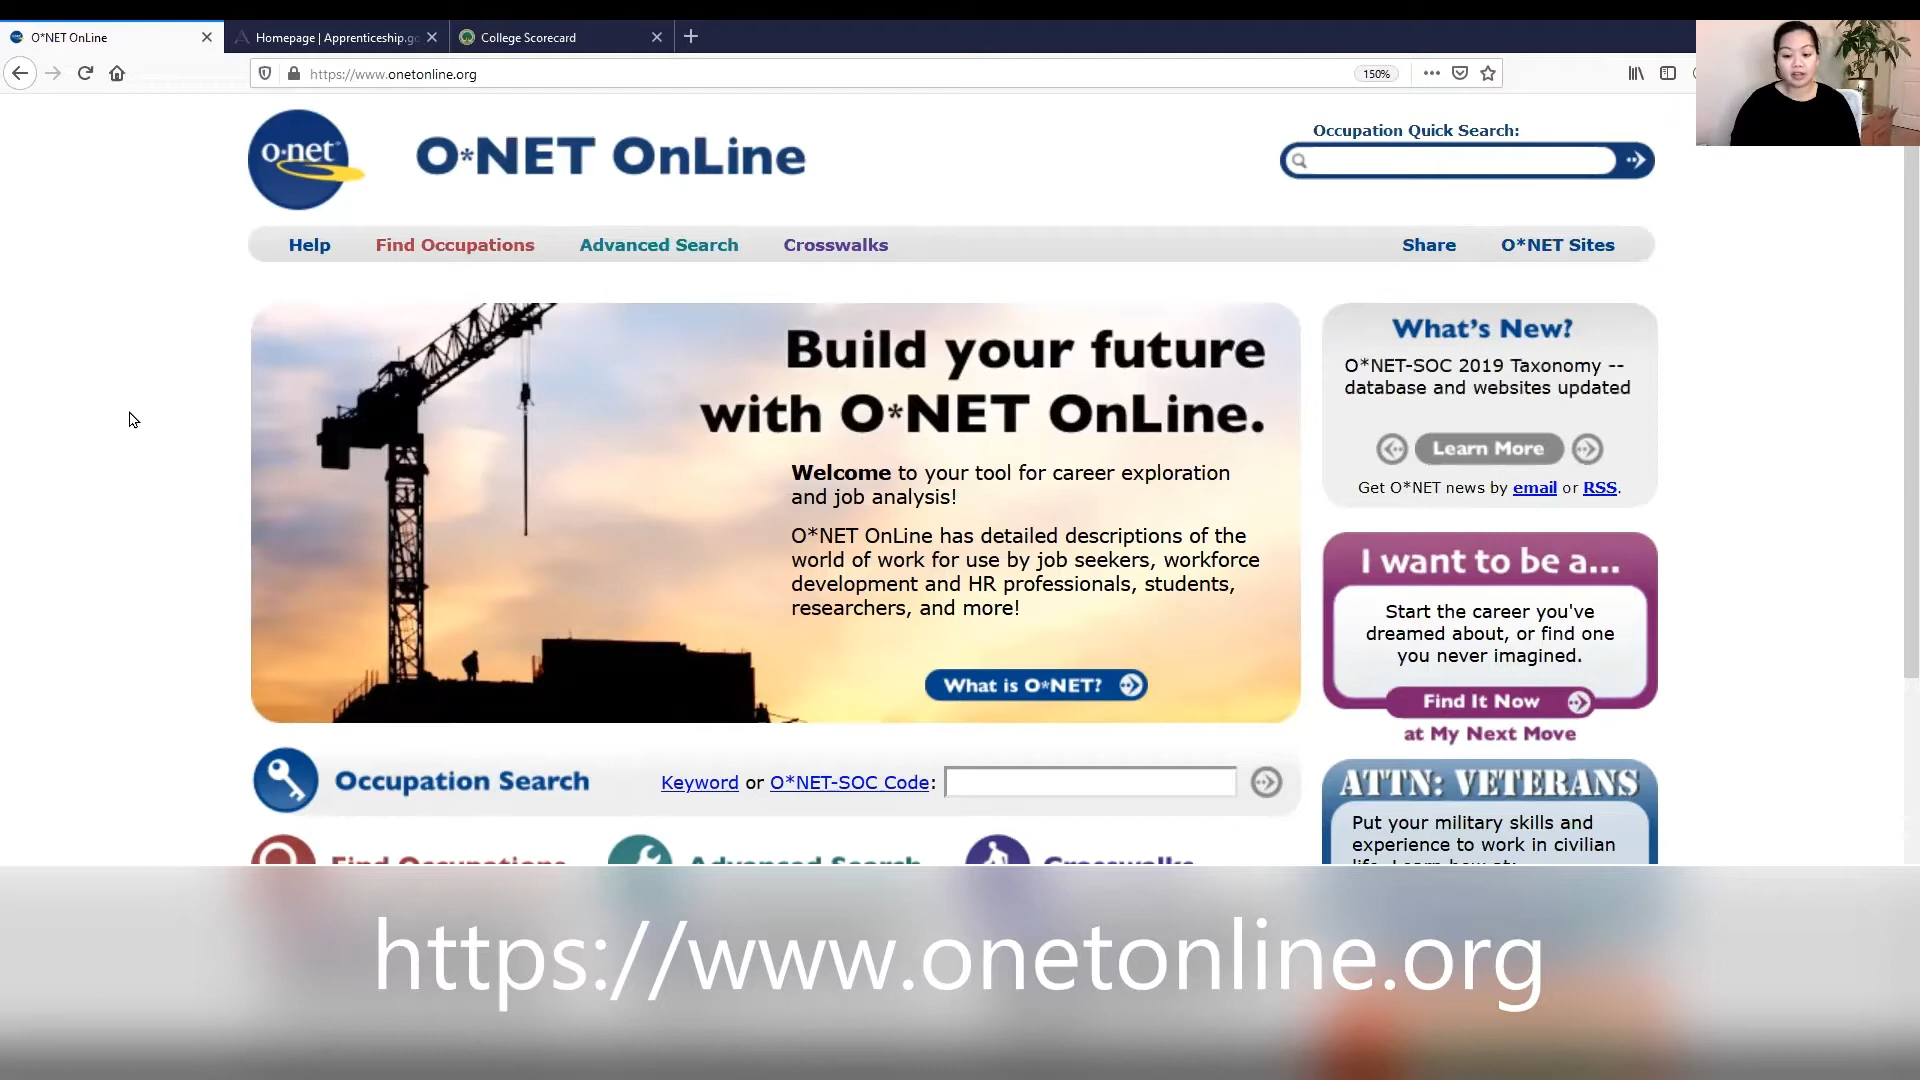 O*NET OnLine
Homepage | Apprenticeship.go
College Scorecard
https://www.onetonline.org
150%
o·net
O*NET OnLine
Occupation Quick Search:
Help
Find Occupations
Advanced Search
Crosswalks
Share
O*NET Sites
Build your future
with O*NET OnLine.
Welcome to your tool for career exploration
and job analysis!
O*NET OnLine has detailed descriptions of the
world of work for use by job seekers, workforce
development and HR professionals, students,
researchers, and more!
What is O*NET?
What's New?
O*NET-SOC 2019 Taxonomy --
database and websites updated
Learn More
Get O*NET news by email or RSS.
I want to be a...
Start the career you've
dreamed about, or find one
you never imagined.
Find It Now
at My Next Move
Occupation Search
Keyword or O*NET-SOC Code:
ATTN: VETERANS
Put your military skills and
experience to work in civilian
Find Occupations
Advanced Search
Crosswalks
https://www.onetonline.org